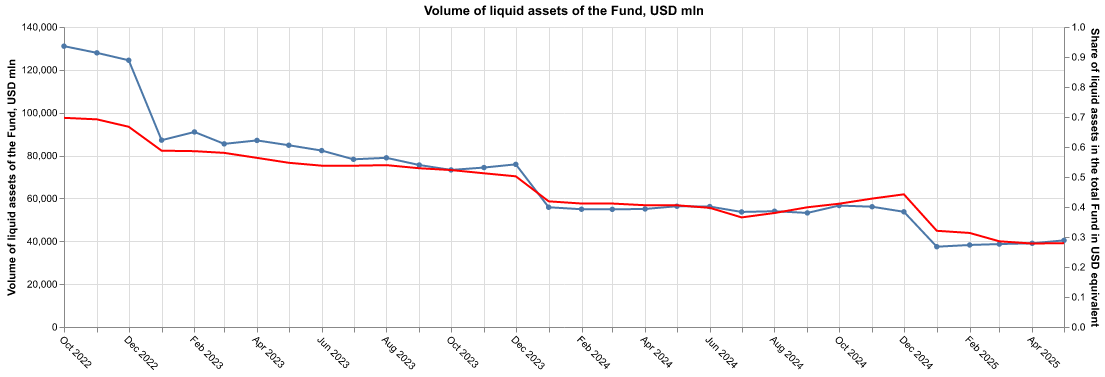 Volume of liquid assets of the Fund, USD mln
Volume of liquid assets of the Fund, USD mln
140,000
120,000
100,000
80,000
60,000
40,000
20,000
0
1.0
0.9
0.8
0.7
0.6
0.5
0.4
0.3
0.2
0.1
0.0
Share of liquid assets in the total Fund in USD equivalent
Oct 2022
Dec 2022
Feb 2023
Apr 2023
Jun 2023
Aug 2023
Oct 2023
Dec 2023
Feb 2024
Apr 2024
Jun 2024
Aug 2024
Oct 2024
Dec 2024
Feb 2025
Apr 2025